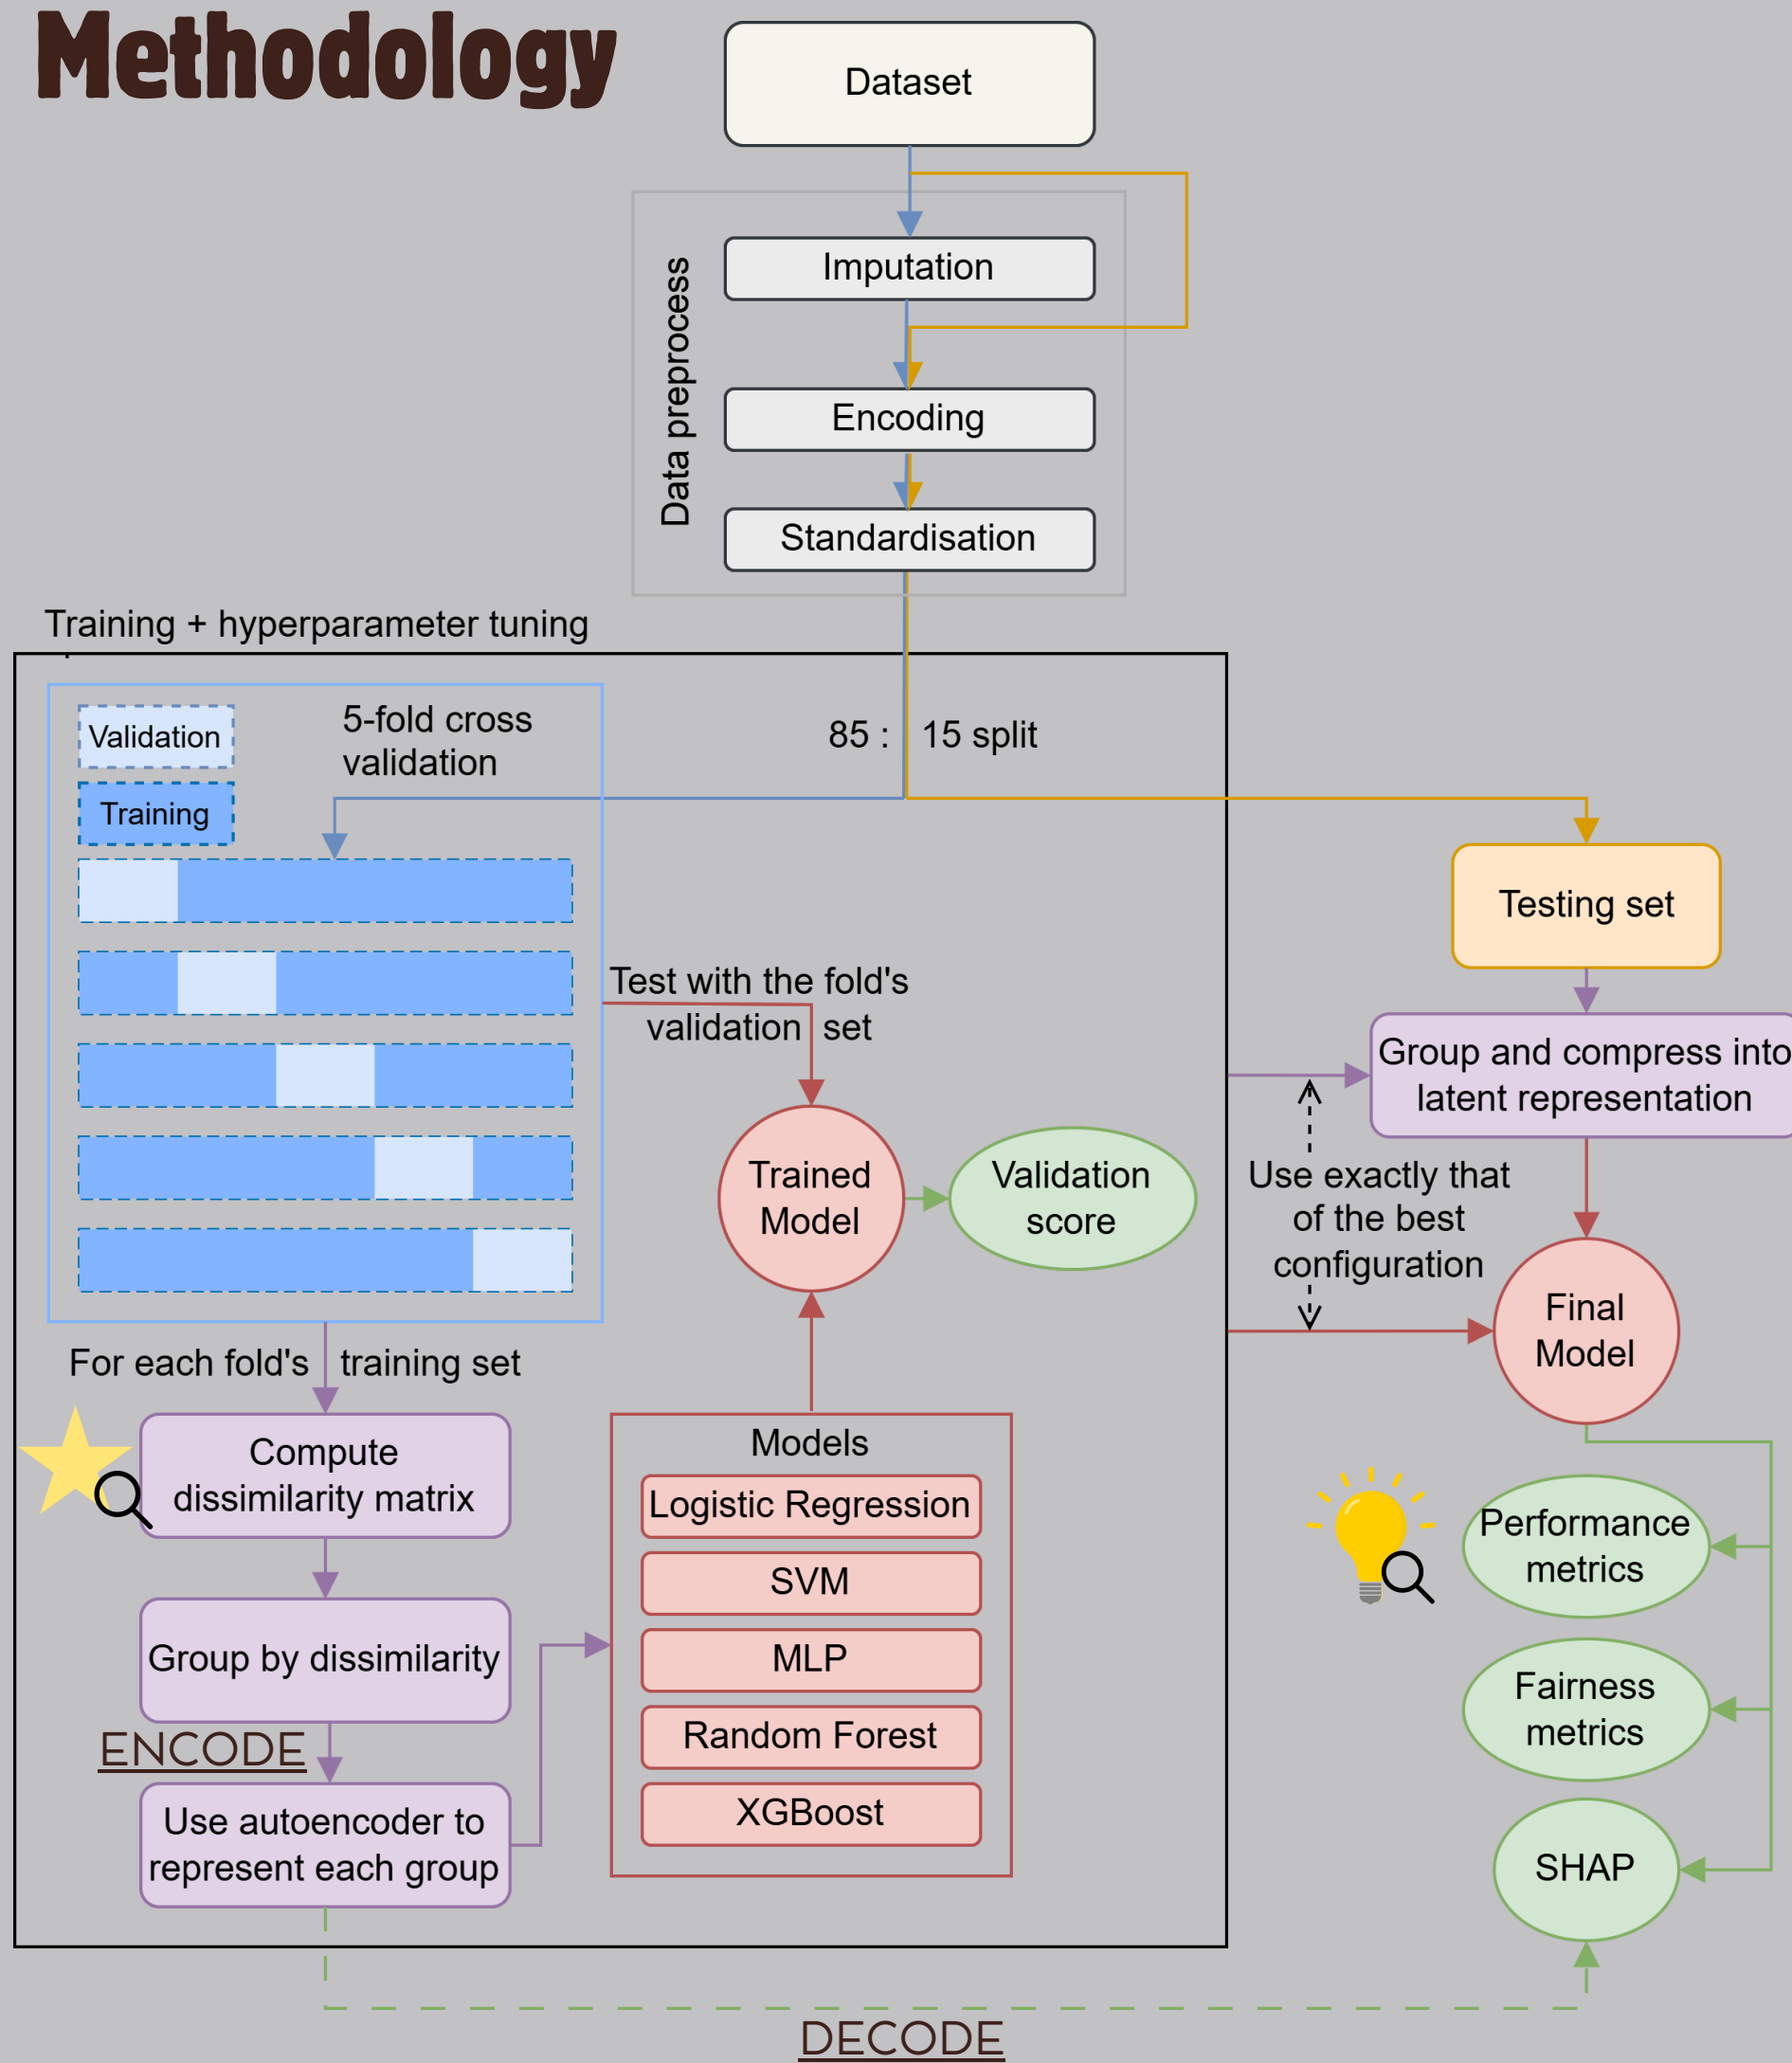 Methodology
Dataset
Data preprocess
Imputation
Encoding
Standardisation
Training + hyperparameter tuning
Validation
Training
5-fold cross
validation
85 : 15 split
Testing set
Test with the fold's
validation set
Group and compress into
latent representation
Trained
Model
Validation
score
Use exactly that
of the best
configuration
Final
Model
For each fold's training set
Compute
dissimilarity matrix
Group by dissimilarity
ENCODE
Use autoencoder to
represent each group
Models
Logistic Regression
SVM
MLP
Random Forest
XGBoost
Performance
metrics
Fairness
metrics
SHAP
DECODE